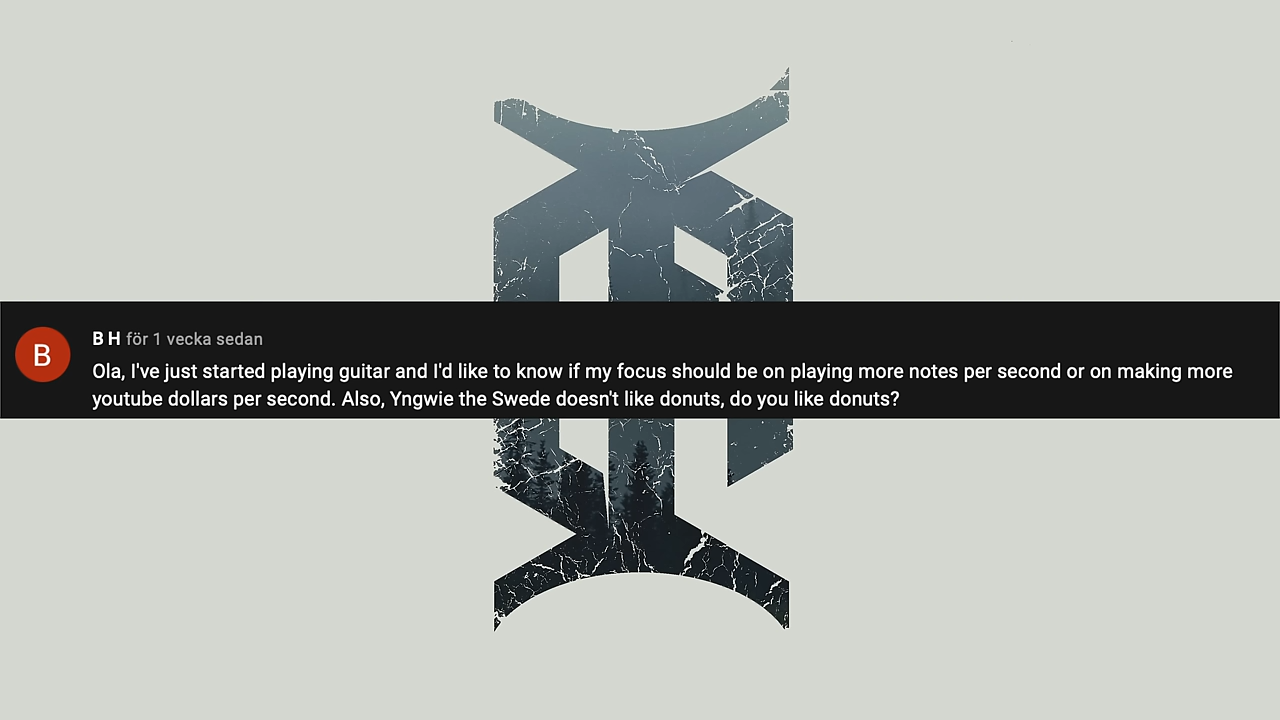 B
B H för 1 vecka sedan
Ola, I've just started playing guitar and I'd like to know if my focus should be on playing more notes per second or on making more
youtube dollars per second. Also, Yngwie the Swede doesn't like donuts, do you like donuts?